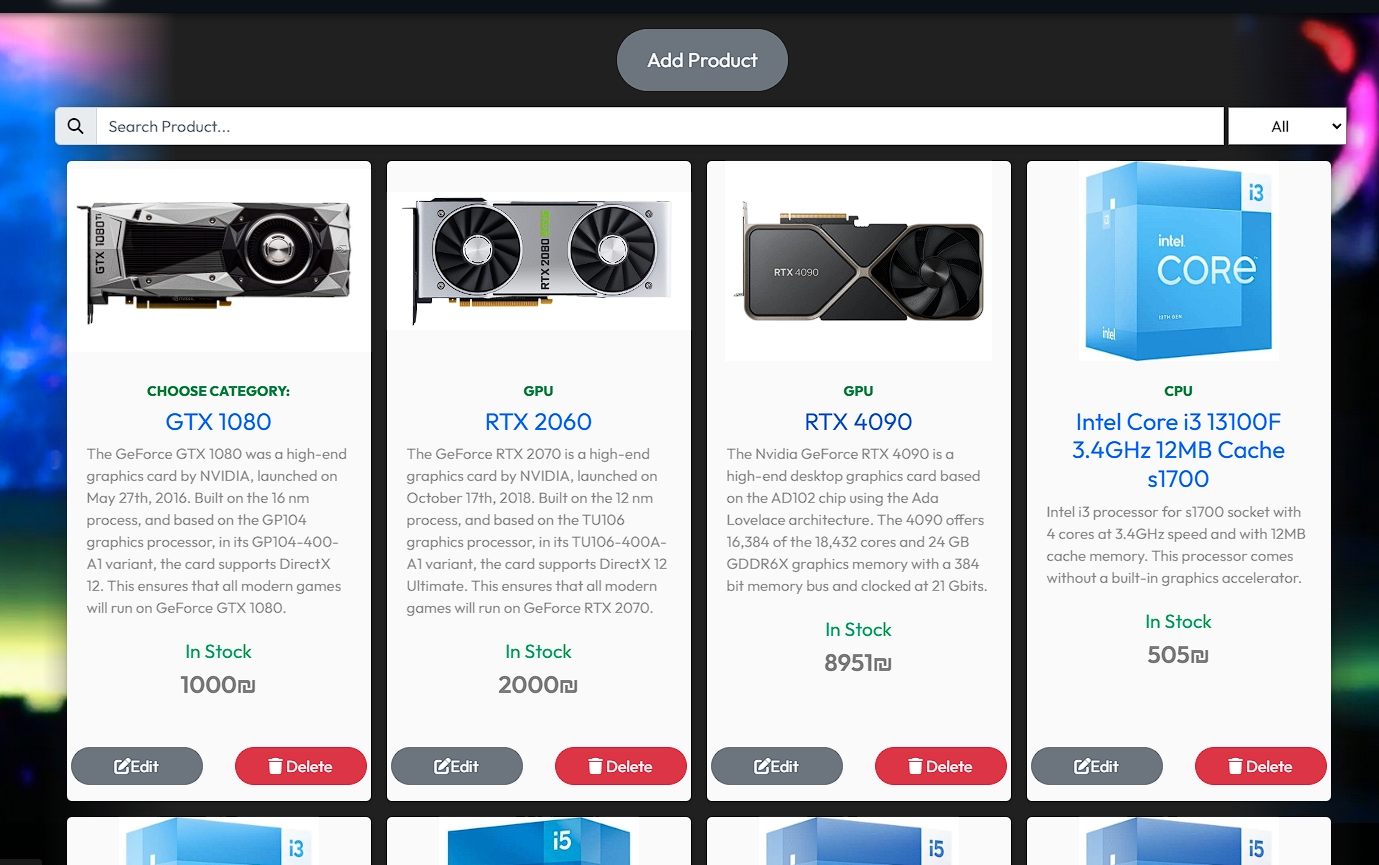 Add Product
Search Product...
All
GTX 1080 Ti
CHOOSE CATEGORY:
GTX 1080
The GeForce GTX 1080 was a high-end
graphics card by NVIDIA, launched on
May 27th, 2016. Built on the 16 nm
process, and based on the GP104
graphics processor, in its GP104-400-
A1 variant, the card supports DirectX
12. This ensures that all modern games
will run on GeForce GTX 1080.
In Stock
1000₪
Edit
Delete
RTX 2080
GPU
RTX 2060
The GeForce RTX 2070 is a high-end
graphics card by NVIDIA, launched on
October 17th, 2018. Built on the 12 nm
process, and based on the TU106
graphics processor, in its TU106-400A-
A1 variant, the card supports DirectX 12
Ultimate. This ensures that all modern
games will run on GeForce RTX 2070.
In Stock
2000₪
Edit
Delete
RTX 4090
GPU
RTX 4090
The Nvidia GeForce RTX 4090 is a
high-end desktop graphics card based
on the AD102 chip using the Ada
Lovelace architecture. The 4090 offers
16,384 of the 18,432 cores and 24 GB
GDDR6X graphics memory with a 384
bit memory bus and clocked at 21 Gbits.
In Stock
8951₪
Edit
Delete
i3
intel
CORE
13TH GEN
intel
CPU
Intel Core i3 13100F
3.4GHz 12MB Cache
s1700
Intel i3 processor for s1700 socket with
4 cores at 3.4GHz speed and with 12MB
cache memory. This processor comes
without a built-in graphics accelerator.
In Stock
505₪
Edit
Delete
i3
i5
i5
i5